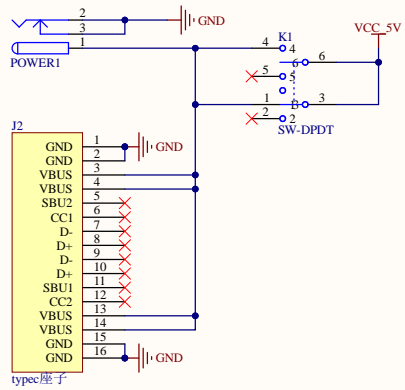 2
GND
3
1
POWER1
K1
VCC_5V
4 4
6 6
5 5
1 1 3 3
2 2
SW-DPDT
J2
GND 1 GND
GND 2
VBUS 3
VBUS 4
SBU2 5
CC1 6
D- 7
D+ 8
D- 9
D+ 10
SBU1 11
CC2 12
VBUS 13
VBUS 14
GND 15
GND 16 GND
typec座子